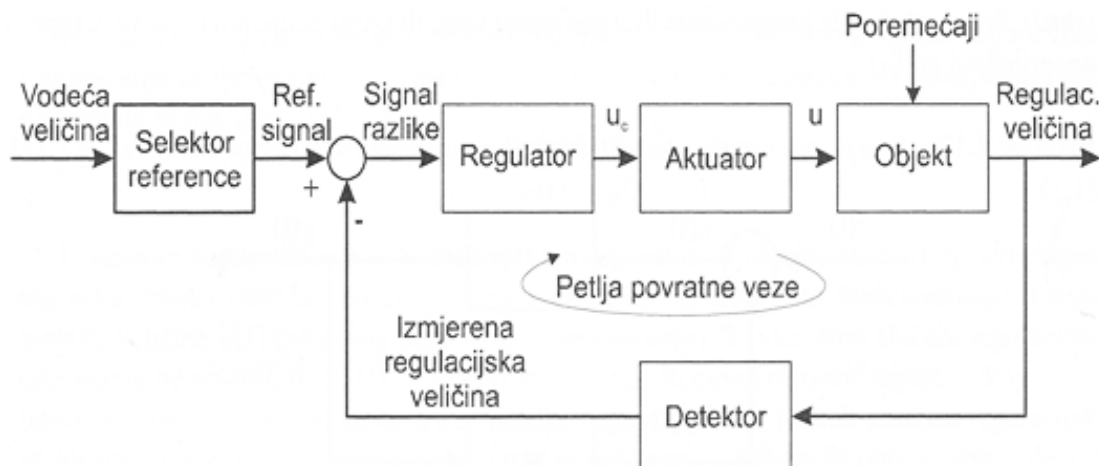 Poremećaji
Vodeća
veličina
Selektor
reference
Ref.
signal
+
-
Signal
razlike
Regulator
u_c
Aktuator
u
Objekt
Regulac.
veličina
Petlja povratne veze
Izmjerena
regulacijska
veličina
Detektor